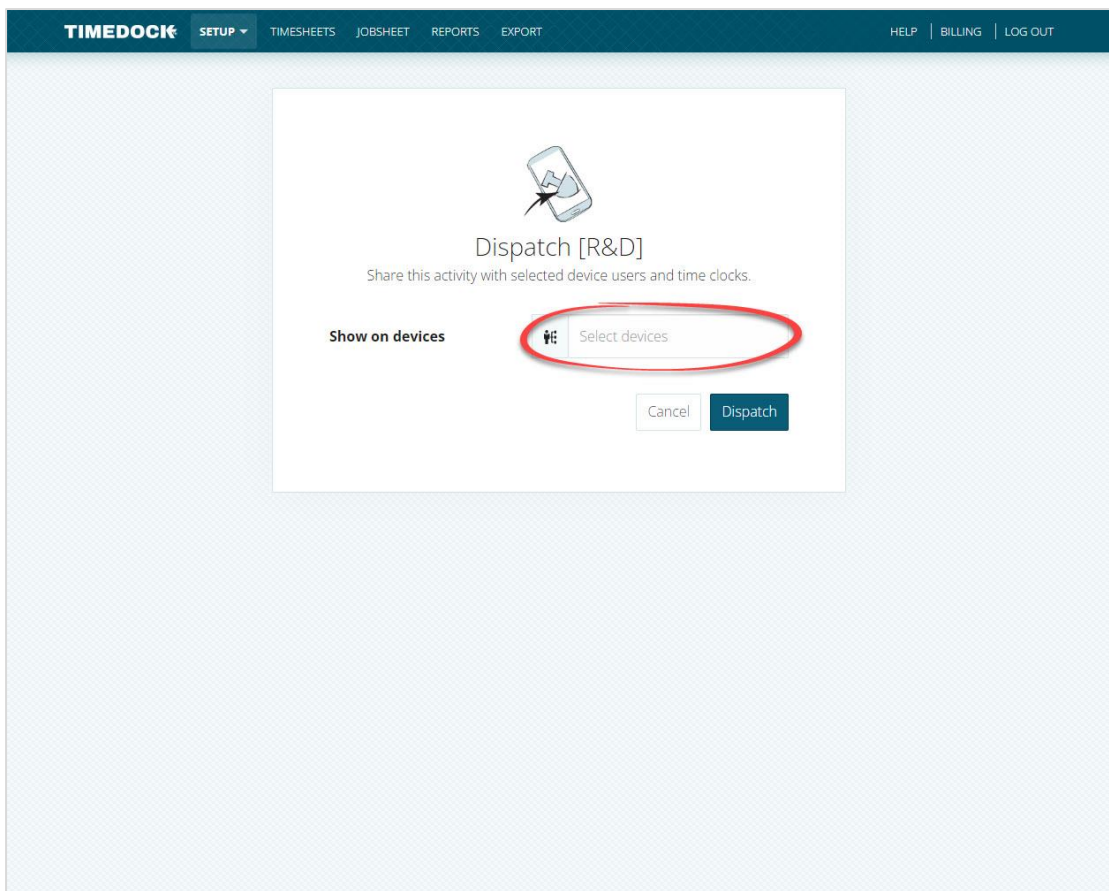 TIMEDOCK SETUP TIMESHEETS JOBSHEET REPORTS EXPORT HELP BILLING LOG OUT
Dispatch [R&D]
Share this activity with selected device users and time clocks.
Show on devices Select devices
Cancel Dispatch